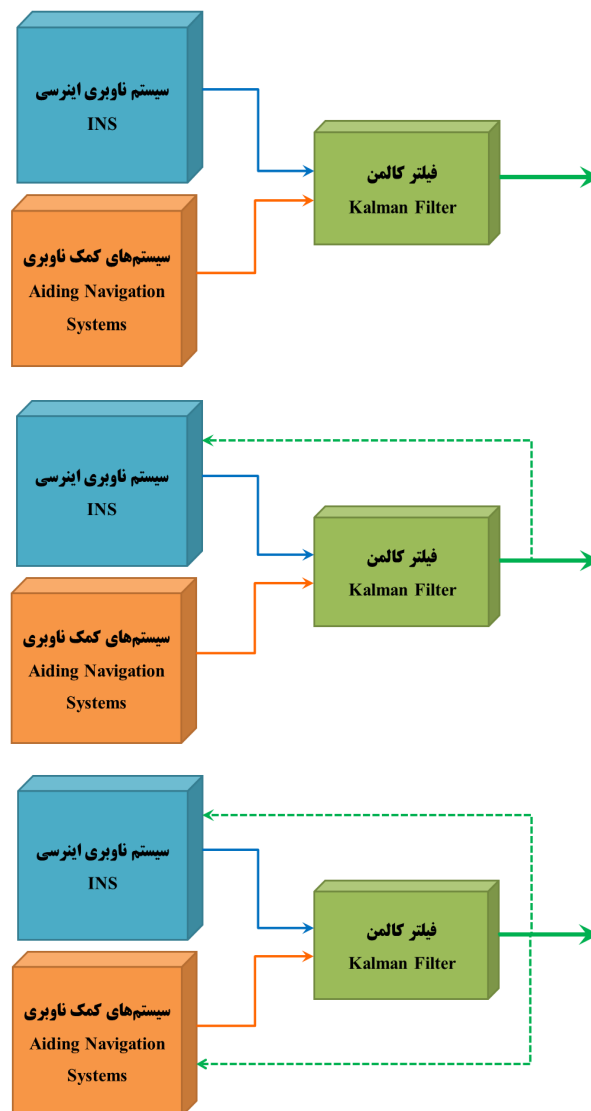 سیستم ناوبری اینرسی
INS
فیلتر کالمن
Kalman Filter
سیستم‌های کمک ناوبری
Aiding Navigation
Systems
سیستم ناوبری اینرسی
INS
فیلتر کالمن
Kalman Filter
سیستم‌های کمک ناوبری
Aiding Navigation
Systems
سیستم ناوبری اینرسی
INS
فیلتر کالمن
Kalman Filter
سیستم‌های کمک ناوبری
Aiding Navigation
Systems